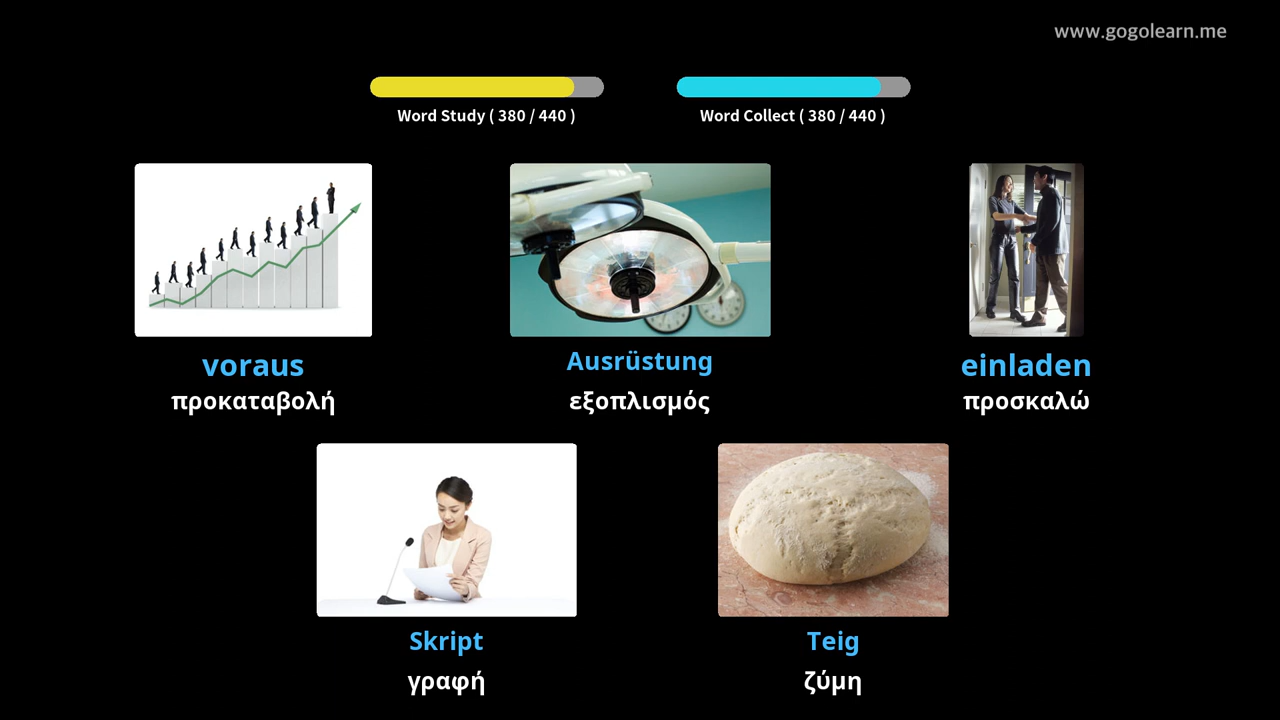 www.gogolearn.me
Word Study ( 380 / 440 )
Word Collect ( 380 / 440 )
voraus
προκαταβολή
Ausrüstung
εξοπλισμός
einladen
προσκαλώ
Skript
γραφή
Teig
ζύμη